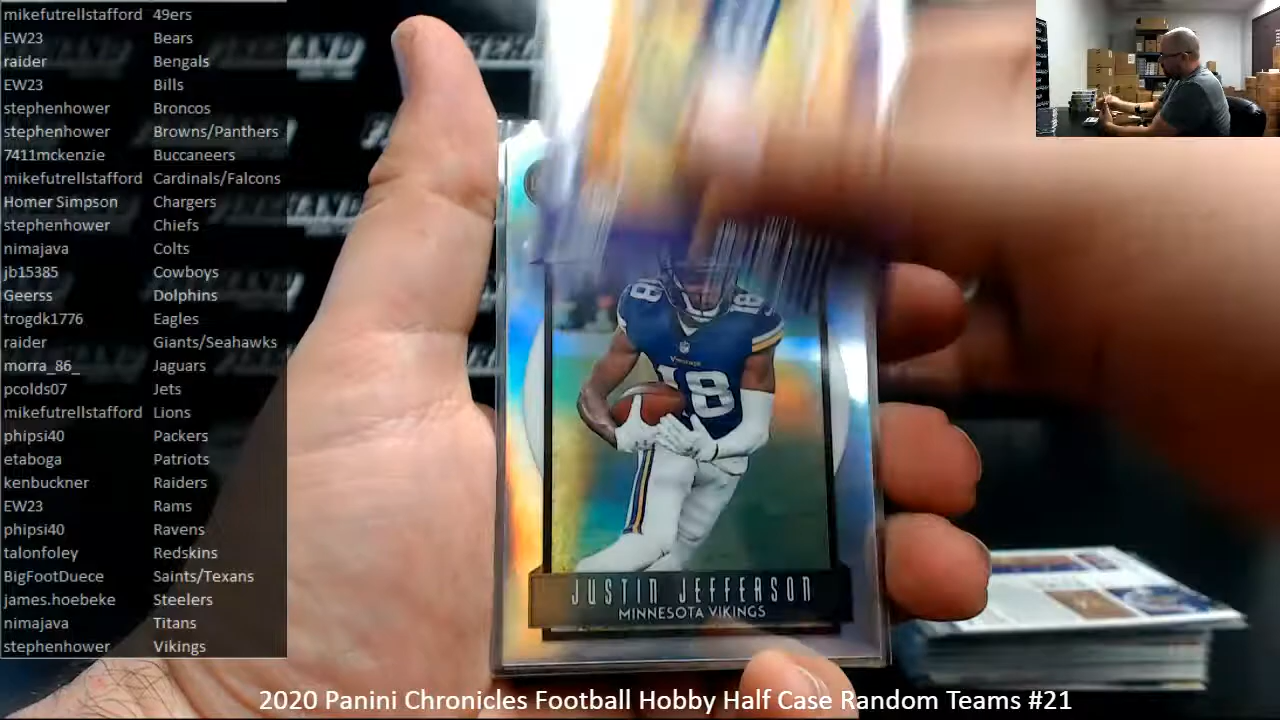 mikefutrellstafford 49ers
EW23 Bears
raider Bengals
EW23 Bills
stephenhower Broncos
stephenhower Browns/Panthers
7411mckenzie Buccaneers
mikefutrellstafford Cardinals/Falcons
Homer Simpson Chargers
stephenhower Chiefs
nimajava Colts
jb15385 Cowboys
Geerss Dolphins
trogdk1776 Eagles
raider Giants/Seahawks
morra_86_ Jaguars
pcolds07 Jets
mikefutrellstafford Lions
phipsi40 Packers
etaboga Patriots
kenbuckner Raiders
EW23 Rams
phipsi40 Ravens
talonfoley Redskins
BigFootDuece Saints/Texans
james.hoebeke Steelers
nimajava Titans
stephenhower Vikings
18 18
18
JUSTIN JEFFERSON
MINNESOTA VIKINGS
2020 Panini Chronicles Football Hobby Half Case Random Teams #21